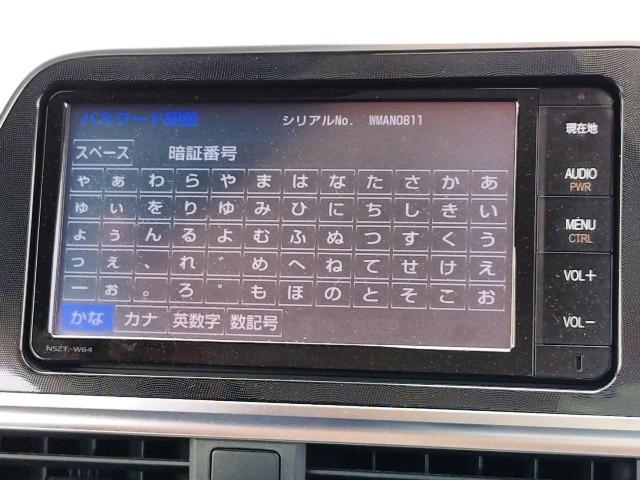 パスワード認証 シリアルNo. WMAN0811
現在地
スペース 暗証番号
ゃ ぁ わ ら や ま は な た さ か あ
ゅ ぃ を り ゆ み ひ に ち し き い
ょ ぅ ん る よ む ふ ぬ つ す く う
っ ぇ 、 れ ゛ め へ ね て せ け え
ー ぉ 。 ろ ゜ も ほ の と そ こ お
かな カナ 英数字 数記号
AUDIO
PWR
MENU
CTRL
VOL+
VOL−
NSZT-W64